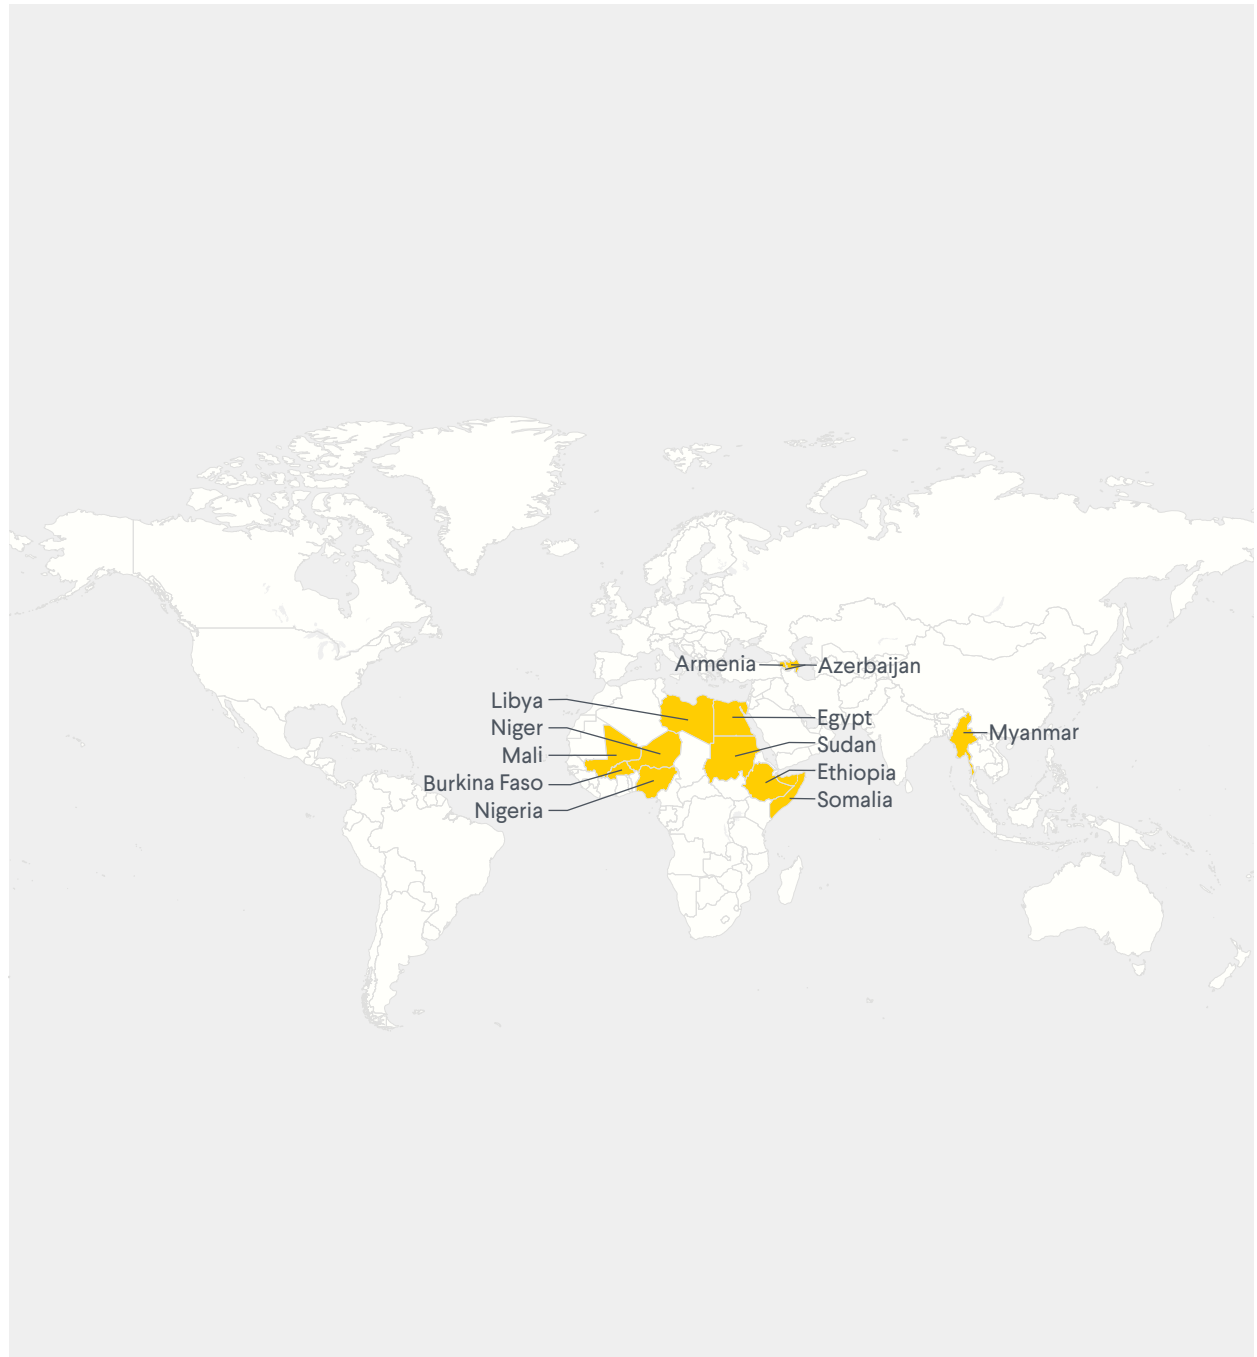 Armenia
Azerbaijan
Libya
Egypt
Niger
Myanmar
Sudan
Mali
Ethiopia
Burkina Faso
Somalia
Nigeria